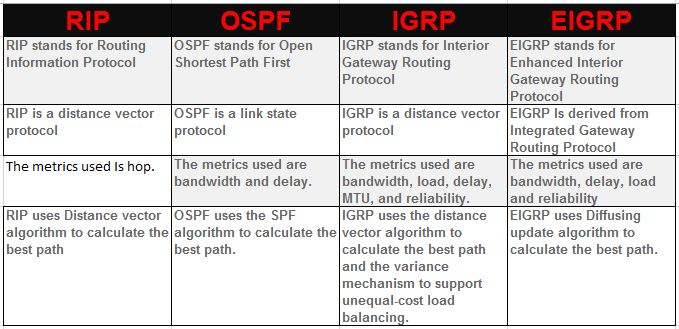 RIP OSPF IGRP EIGRP
RIP stands for Routing
Information Protocol
OSPF stands for Open
Shortest Path First
IGRP stands for Interior
Gateway Routing
Protocol
EIGRP stands for
Enhanced Interior
Gateway Routing
Protocol
RIP is a distance vector
protocol
OSPF is a link state
protocol
IGRP is a distance vector
protocol
EIGRP Is derived from
Integrated Gateway
Routing Protocol
The metrics used Is hop.
The metrics used are
bandwidth and delay.
The metrics used are
bandwidth, load, delay,
MTU, and reliability.
The metrics used are
bandwidth, delay, load
and reliability
RIP uses Distance vector
algorithm to calculate the
best path
OSPF uses the SPF
algorithm to calculate the
best path.
IGRP uses the distance
vector algorithm to
calculate the best path
and the variance
mechanism to support
unequal-cost load
balancing.
EIGRP uses Diffusing
update algorithm to
calculate the best path.